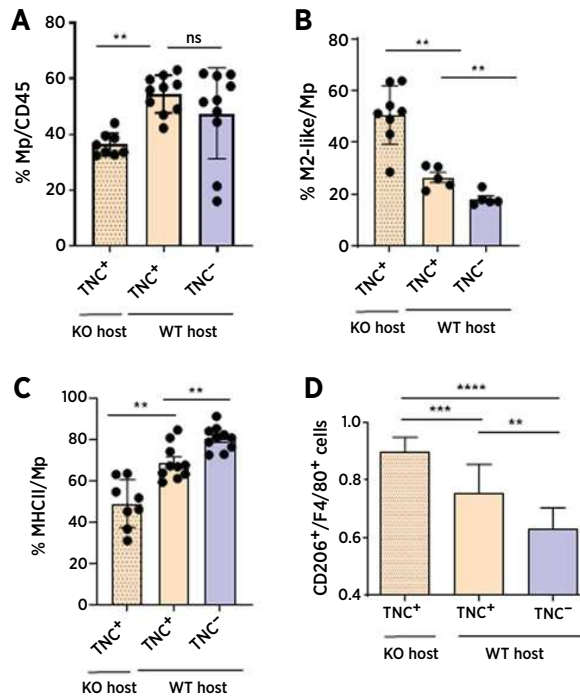 A
% Mp/CD45
80
60
40
20
0
**
ns
TNC⁺
TNC⁺
TNC⁻
KO host
WT host
B
% M2-like/Mp
80
60
40
20
0
**
**
TNC⁺
TNC⁺
TNC⁻
KO host
WT host
C
% MHCII/Mp
100
80
60
40
20
0
**
**
TNC⁺
TNC⁺
TNC⁻
KO host
WT host
D
CD206⁺/F4/80⁺ cells
1.0
0.8
0.6
0.4
****
***
**
TNC⁺
TNC⁺
TNC⁻
KO host
WT host